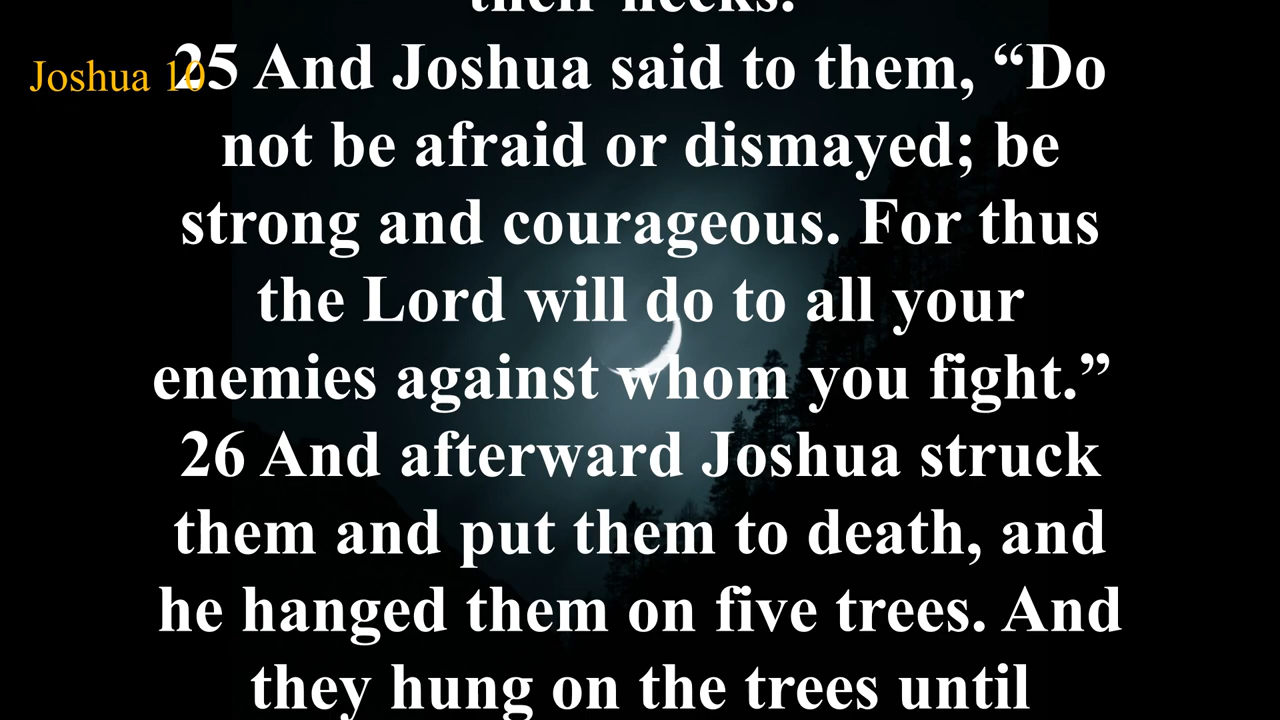 their necks.
Joshua 10
25 And Joshua said to them, “Do
not be afraid or dismayed; be
strong and courageous. For thus
the Lord will do to all your
enemies against whom you fight.”
26 And afterward Joshua struck
them and put them to death, and
he hanged them on five trees. And
they hung on the trees until